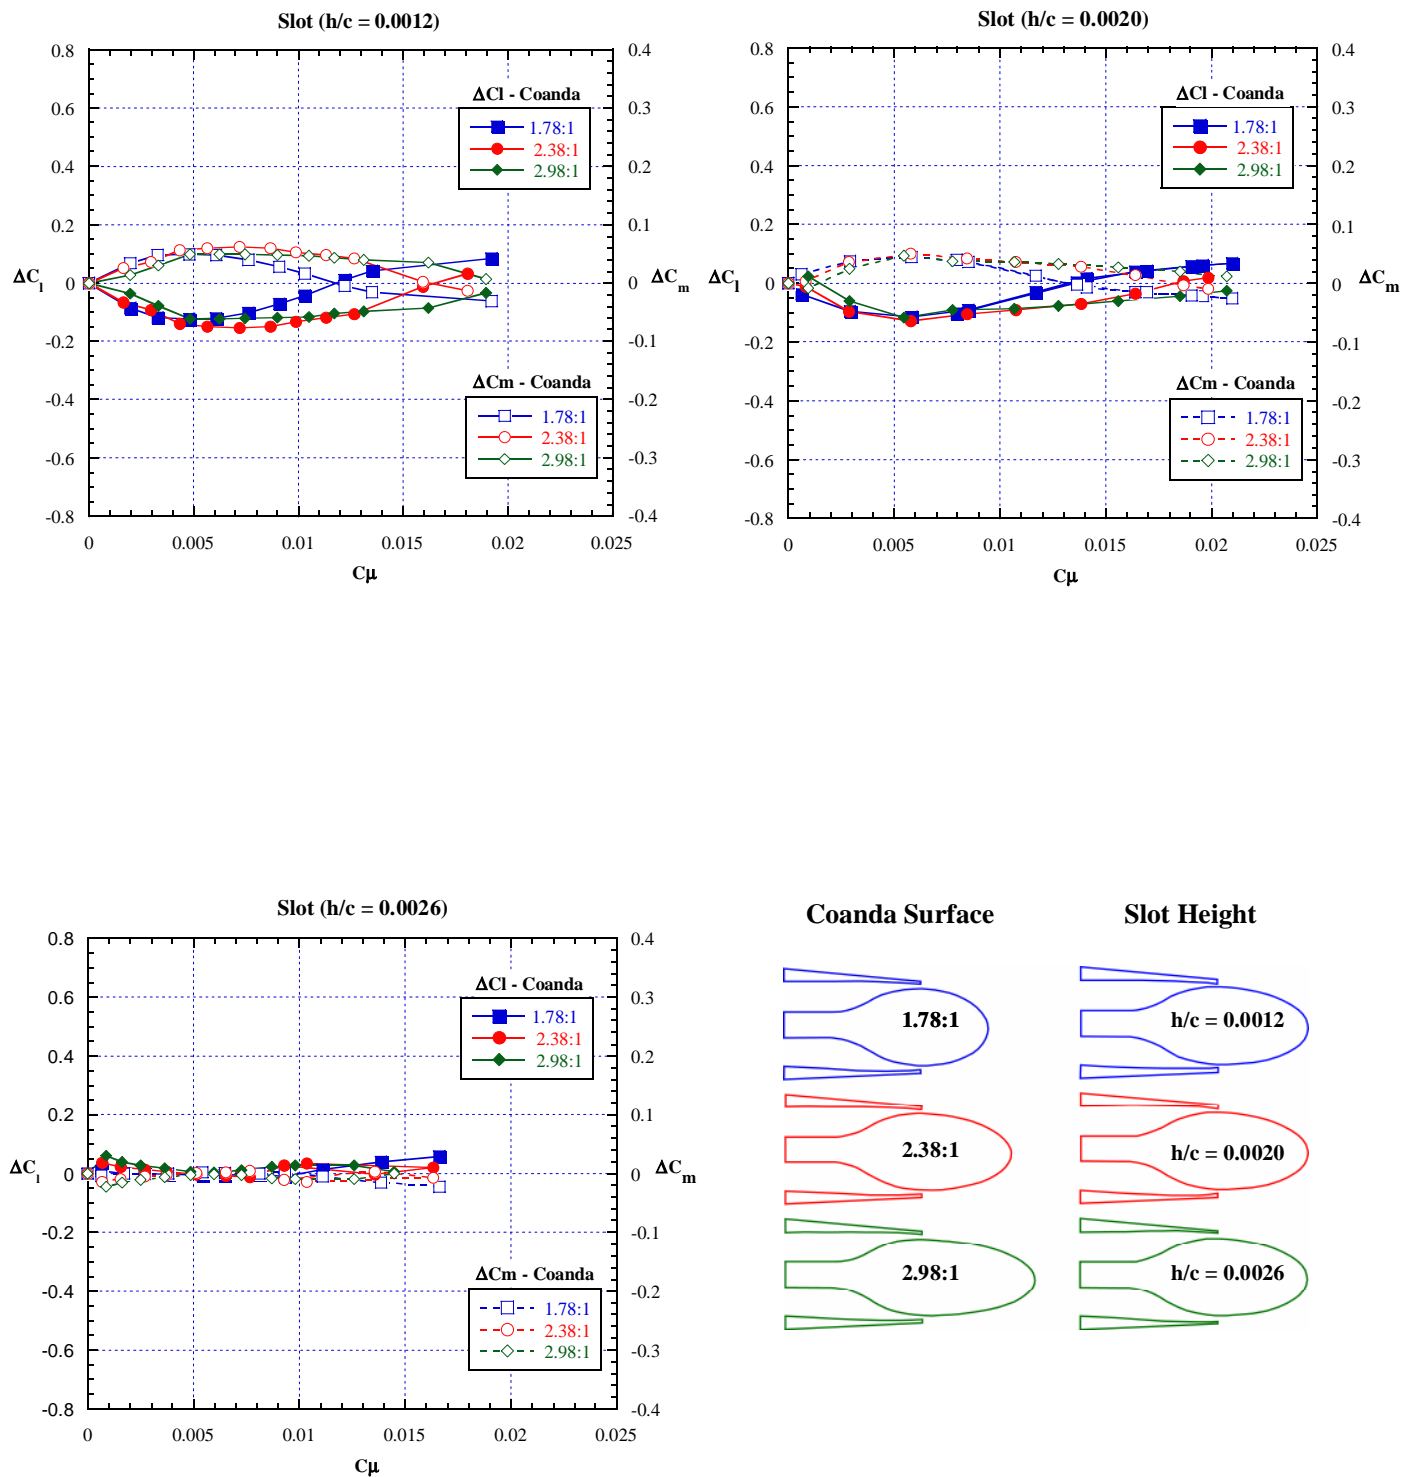 Slot (h/c = 0.0012)
0.8
0.6
0.4
0.2
0
-0.2
-0.4
-0.6
-0.8
ΔCl
0.4
0.3
0.2
0.1
0
-0.1
-0.2
-0.3
-0.4
ΔCm
ΔCl - Coanda
1.78:1
2.38:1
2.98:1
ΔCm - Coanda
1.78:1
2.38:1
2.98:1
0 0.005 0.01 0.015 0.02 0.025
Cμ
Slot (h/c = 0.0020)
0.8
0.6
0.4
0.2
0
-0.2
-0.4
-0.6
-0.8
ΔCl
0.4
0.3
0.2
0.1
0
-0.1
-0.2
-0.3
-0.4
ΔCm
ΔCl - Coanda
1.78:1
2.38:1
2.98:1
ΔCm - Coanda
1.78:1
2.38:1
2.98:1
0 0.005 0.01 0.015 0.02 0.025
Cμ
Slot (h/c = 0.0026)
0.8
0.6
0.4
0.2
0
-0.2
-0.4
-0.6
-0.8
ΔCl
0.4
0.3
0.2
0.1
0
-0.1
-0.2
-0.3
-0.4
ΔCm
ΔCl - Coanda
1.78:1
2.38:1
2.98:1
ΔCm - Coanda
1.78:1
2.38:1
2.98:1
0 0.005 0.01 0.015 0.02 0.025
Cμ
Coanda Surface
1.78:1
2.38:1
2.98:1
Slot Height
h/c = 0.0012
h/c = 0.0020
h/c = 0.0026